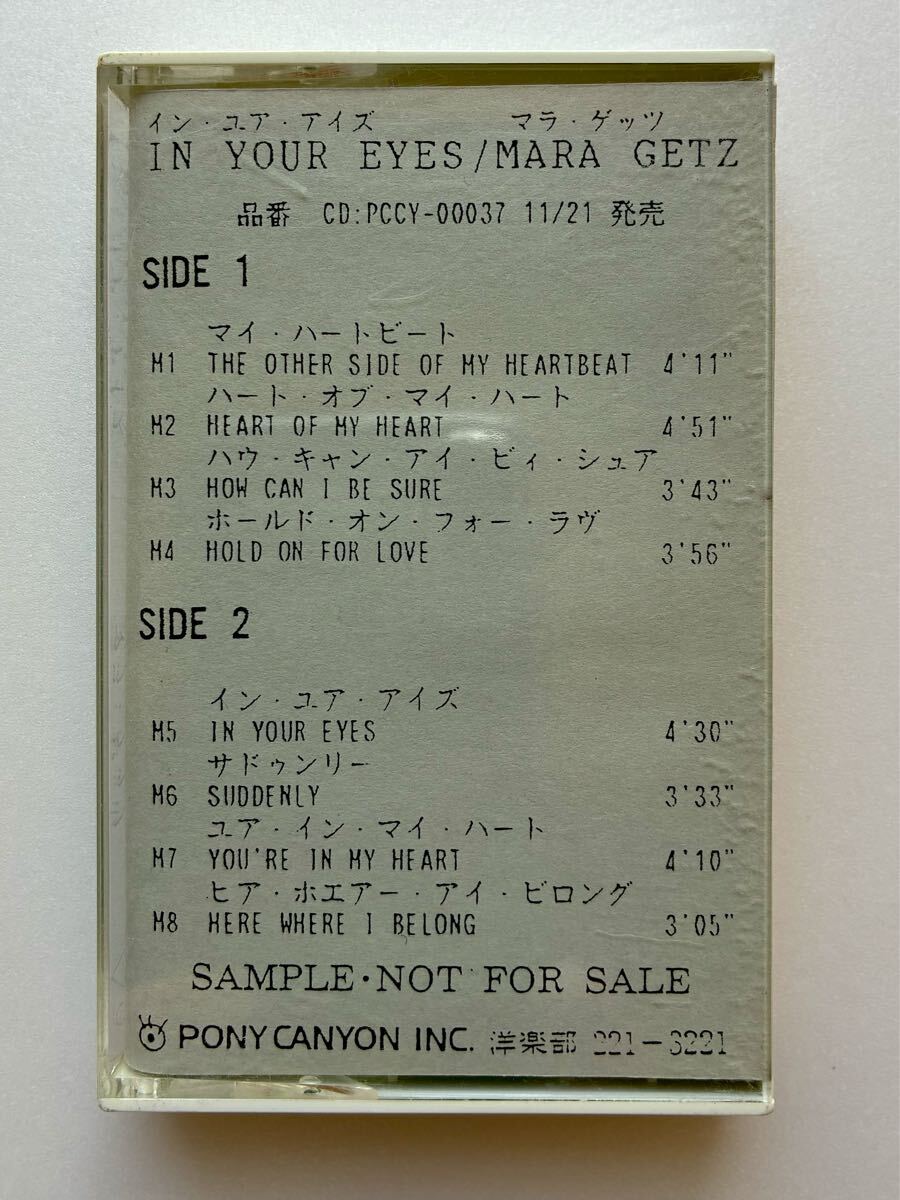 イン・ユア・アイズ マラ・ゲッツ
IN YOUR EYES/MARA GETZ
品番 CD:PCCY-00037 11/21 発売
SIDE 1
マイ・ハートビート
M1 THE OTHER SIDE OF MY HEARTBEAT 4'11"
ハート・オブ・マイ・ハート
M2 HEART OF MY HEART 4'51"
ハウ・キャン・アイ・ビィ・シュア
M3 HOW CAN I BE SURE 3'43"
ホールド・オン・フォー・ラヴ
M4 HOLD ON FOR LOVE 3'56"
SIDE 2
イン・ユア・アイズ
M5 IN YOUR EYES 4'30"
サドゥンリー
M6 SUDDENLY 3'33"
ユア・イン・マイ・ハート
M7 YOU'RE IN MY HEART 4'10"
ヒア・ホエアー・アイ・ビロング
M8 HERE WHERE I BELONG 3'05"
SAMPLE・NOT FOR SALE
PONY CANYON INC. 洋楽部